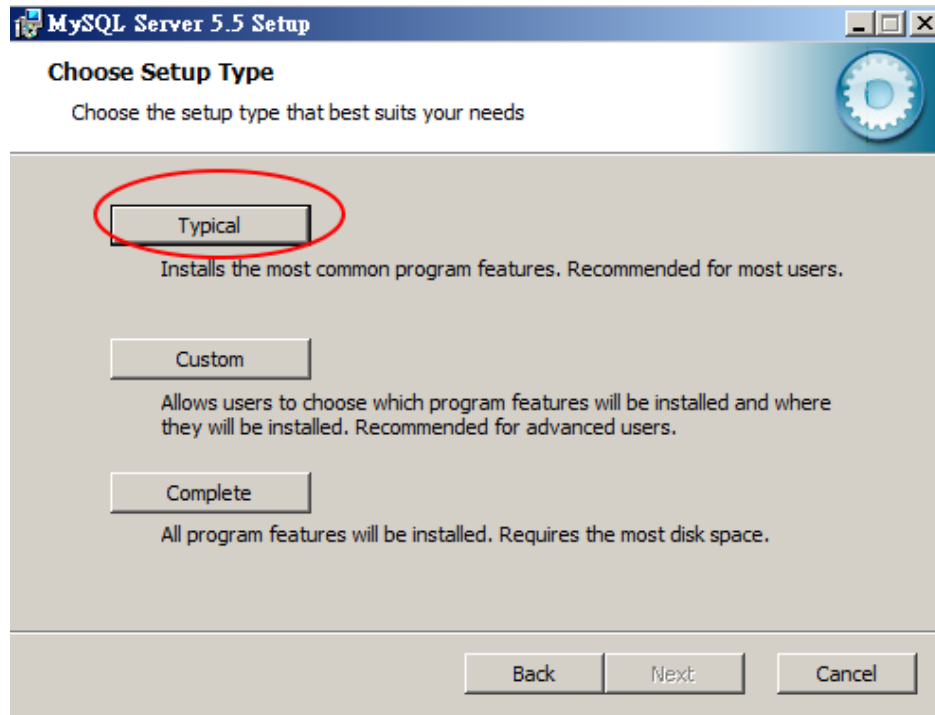 MySQL Server 5.5 Setup
Choose Setup Type
Choose the setup type that best suits your needs
Typical
Installs the most common program features. Recommended for most users.
Custom
Allows users to choose which program features will be installed and where
they will be installed. Recommended for advanced users.
Complete
All program features will be installed. Requires the most disk space.
Back Next Cancel